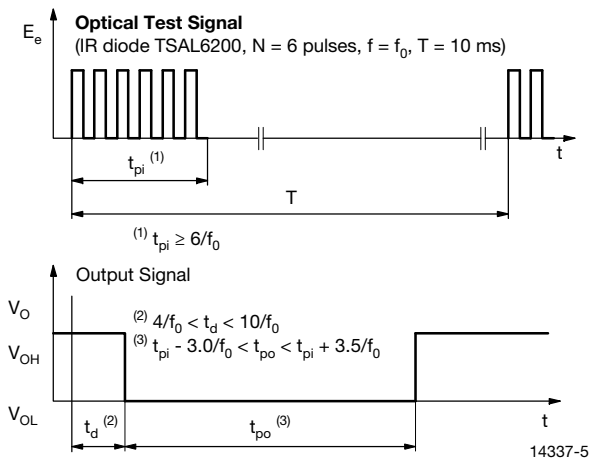 Optical Test Signal
Ee
(IR diode TSAL6200, N = 6 pulses, f = f0, T = 10 ms)
t
tpi (1)
T
(1) tpi ≥ 6/f0
Output Signal
VO
(2) 4/f0 < td < 10/f0
VOH
(3) tpi - 3.0/f0 < tpo < tpi + 3.5/f0
VOL
t
td (2)
tpo (3)
14337-5